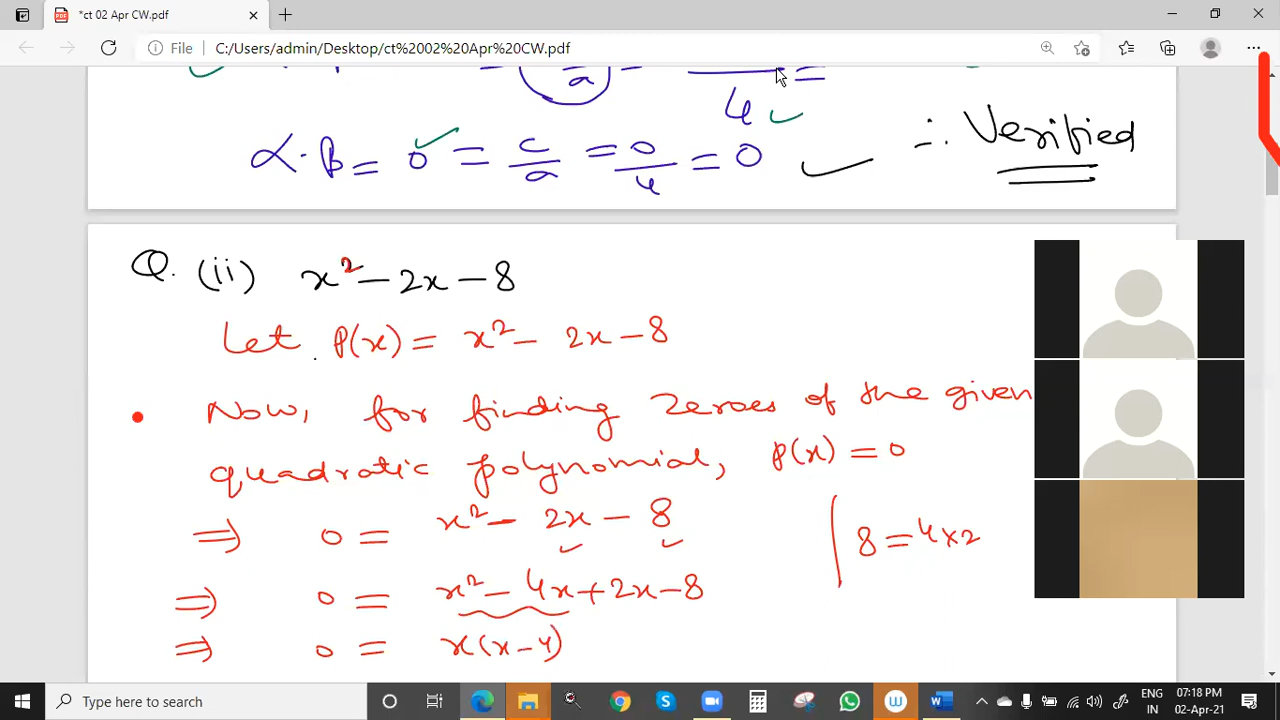 *ct 02 Apr CW.pdf
File C:/Users/admin/Desktop/ct%2002%20Apr%20CW.pdf
a
4
α·β = 0 = c/a = 0/4 = 0 ∴ Verified
Q. (ii) x² - 2x - 8
Let P(x) = x² - 2x - 8
Now, for finding zeroes of the given
quadratic polynomial, P(x) = 0
⇒ 0 = x² - 2x - 8
8 = 4×2
⇒ 0 = x² - 4x + 2x - 8
⇒ 0 = x(x-4)
Type here to search
ENG 07:18 PM
IN 02-Apr-21